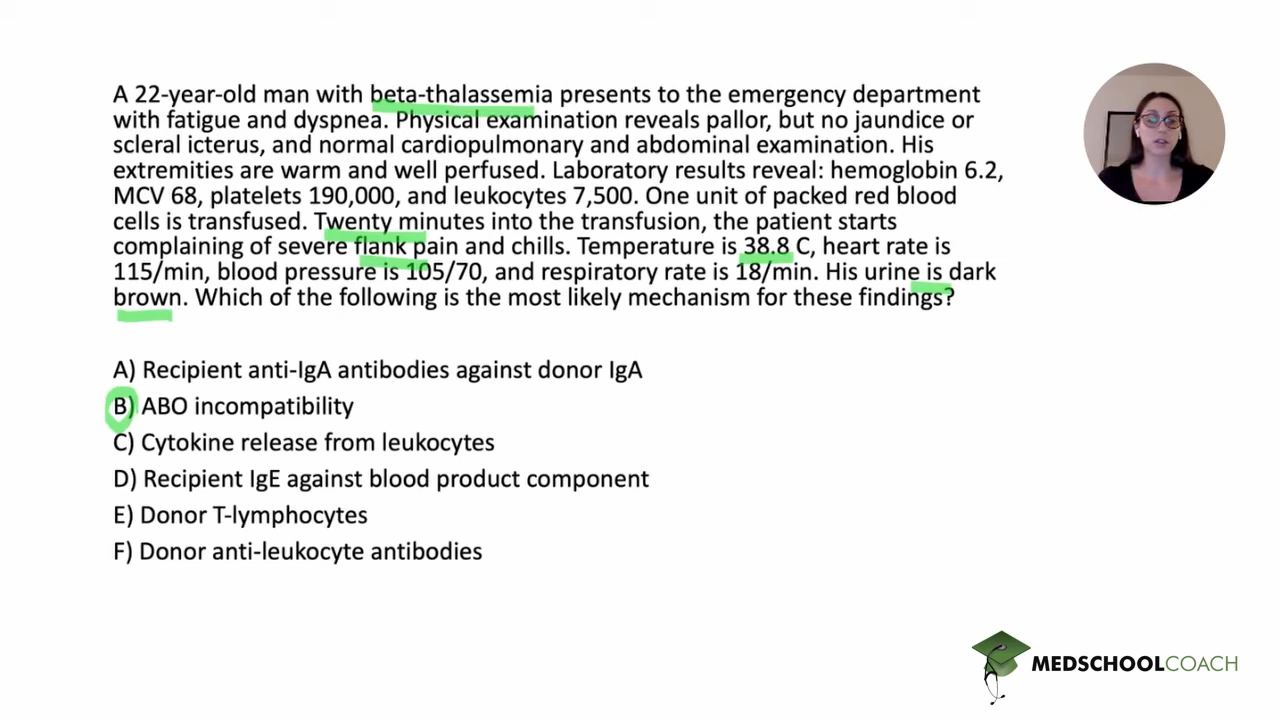 A 22-year-old man with beta-thalassemia presents to the emergency department
with fatigue and dyspnea. Physical examination reveals pallor, but no jaundice or
scleral icterus, and normal cardiopulmonary and abdominal examination. His
extremities are warm and well perfused. Laboratory results reveal: hemoglobin 6.2,
MCV 68, platelets 190,000, and leukocytes 7,500. One unit of packed red blood
cells is transfused. Twenty minutes into the transfusion, the patient starts
complaining of severe flank pain and chills. Temperature is 38.8 C, heart rate is
115/min, blood pressure is 105/70, and respiratory rate is 18/min. His urine is dark
brown. Which of the following is the most likely mechanism for these findings?
A) Recipient anti-IgA antibodies against donor IgA
B) ABO incompatibility
C) Cytokine release from leukocytes
D) Recipient IgE against blood product component
E) Donor T-lymphocytes
F) Donor anti-leukocyte antibodies
MEDSCHOOLCOACH